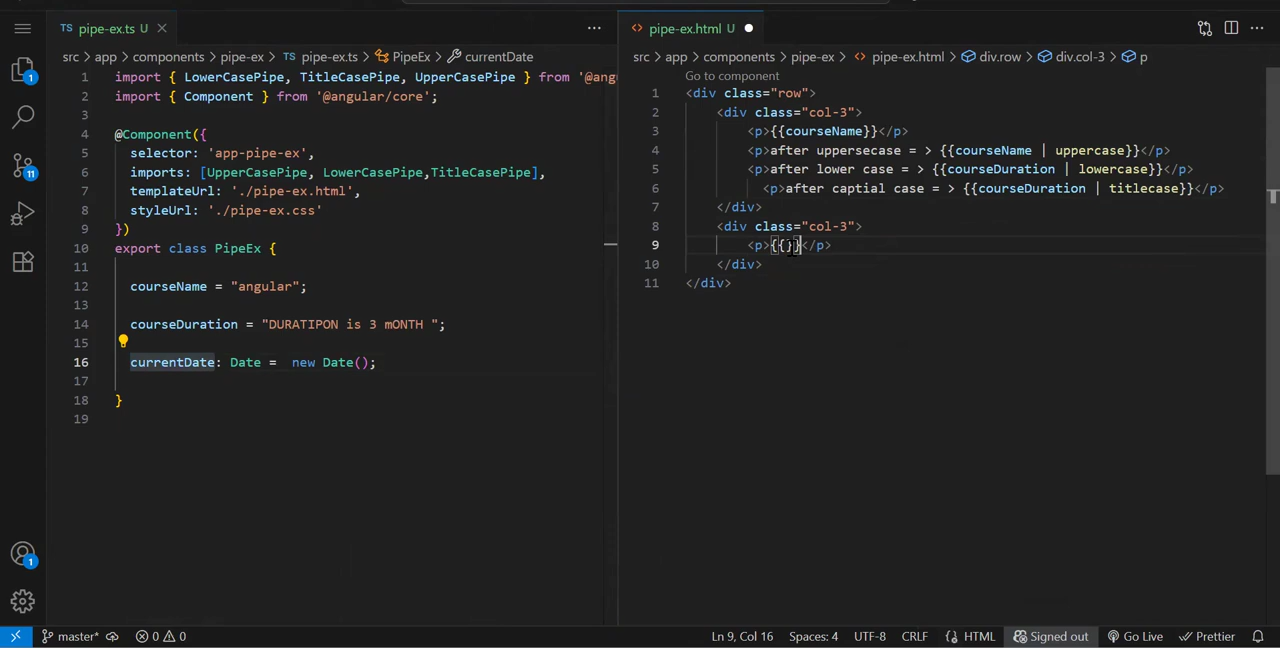 TS pipe-ex.ts U
src > app > components > pipe-ex > TS pipe-ex.ts > PipeEx > currentDate
1 import { LowerCasePipe, TitleCasePipe, UpperCasePipe } from '@ang
2 import { Component } from '@angular/core';
3
4 @Component({
5 selector: 'app-pipe-ex',
6 imports: [UpperCasePipe, LowerCasePipe,TitleCasePipe],
7 templateUrl: './pipe-ex.html',
8 styleUrl: './pipe-ex.css'
9 })
10 export class PipeEx {
11
12 courseName = "angular";
13
14 courseDuration = "DURATIPON is 3 mONTH ";
15
16 currentDate: Date =  new Date();
17
18 }
19
pipe-ex.html U
src > app > components > pipe-ex > pipe-ex.html > div.row > div.col-3 > p
Go to component
1 <div class="row">
2 <div class="col-3">
3 <p>{{courseName}}</p>
4 <p>after uppersecase = > {{courseName | uppercase}}</p>
5 <p>after lower case = > {{courseDuration | lowercase}}</p>
6 <p>after captial case = > {{courseDuration | titlecase}}</p>
7 </div>
8 <div class="col-3">
9 <p>{{}}</p>
10 </div>
11 </div>
1
11
1
master* 0 0 Ln 9, Col 16 Spaces: 4 UTF-8 CRLF HTML Signed out Go Live Prettier